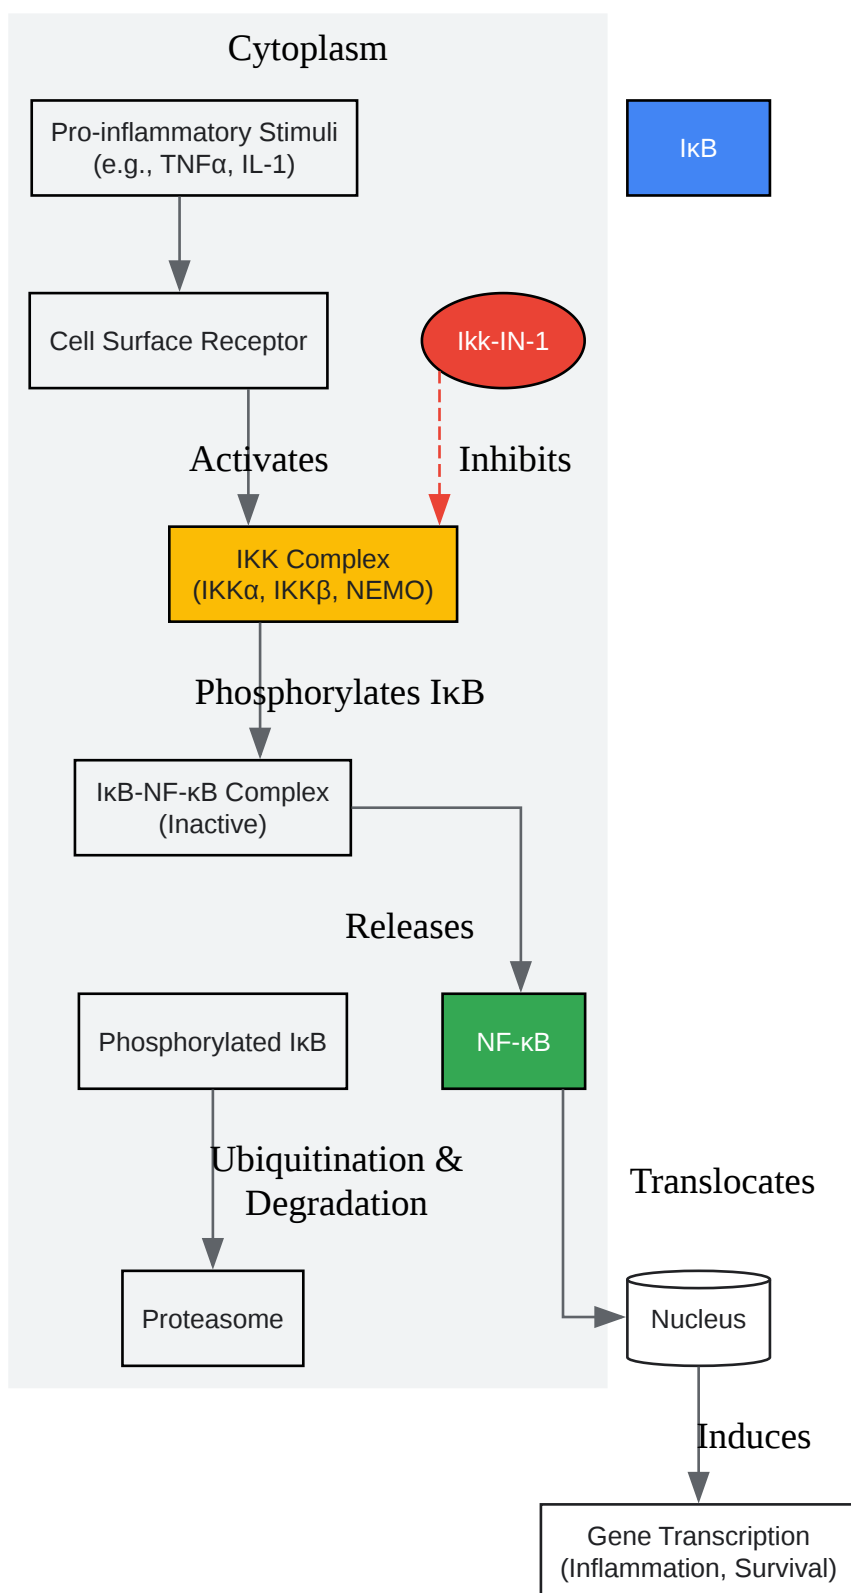 Cytoplasm
Pro-inflammatory Stimuli
(e.g., TNFα, IL-1)
IκB
Cell Surface Receptor
Ikk-IN-1
Activates
Inhibits
IKK Complex
(IKKα, IKKβ, NEMO)
Phosphorylates IκB
IκB-NF-κB Complex
(Inactive)
Releases
Phosphorylated IκB
NF-κB
Ubiquitination &
Degradation
Translocates
Proteasome
Nucleus
Induces
Gene Transcription
(Inflammation, Survival)